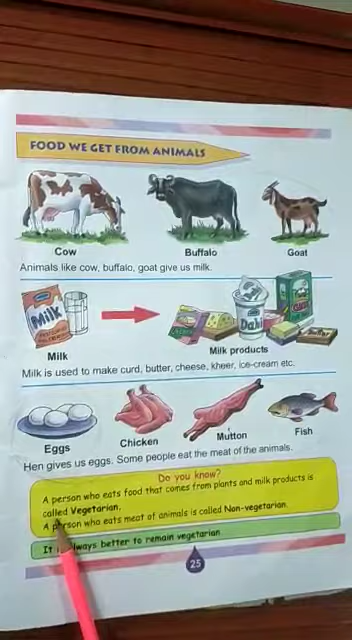 FOOD WE GET FROM ANIMALS
Cow
Buffalo
Goat
Animals like cow, buffalo, goat give us milk.
Milk
Dahi
Milk
Milk products
Milk is used to make curd, butter, cheese, kheer, ice-cream etc.
Eggs
Chicken
Mutton
Fish
Hen gives us eggs. Some people eat the meat of the animals.
Do you know?
A person who eats food that comes from plants and milk products is
called Vegetarian.
A person who eats meat of animals is called Non-vegetarian.
It is always better to remain vegetarian
25